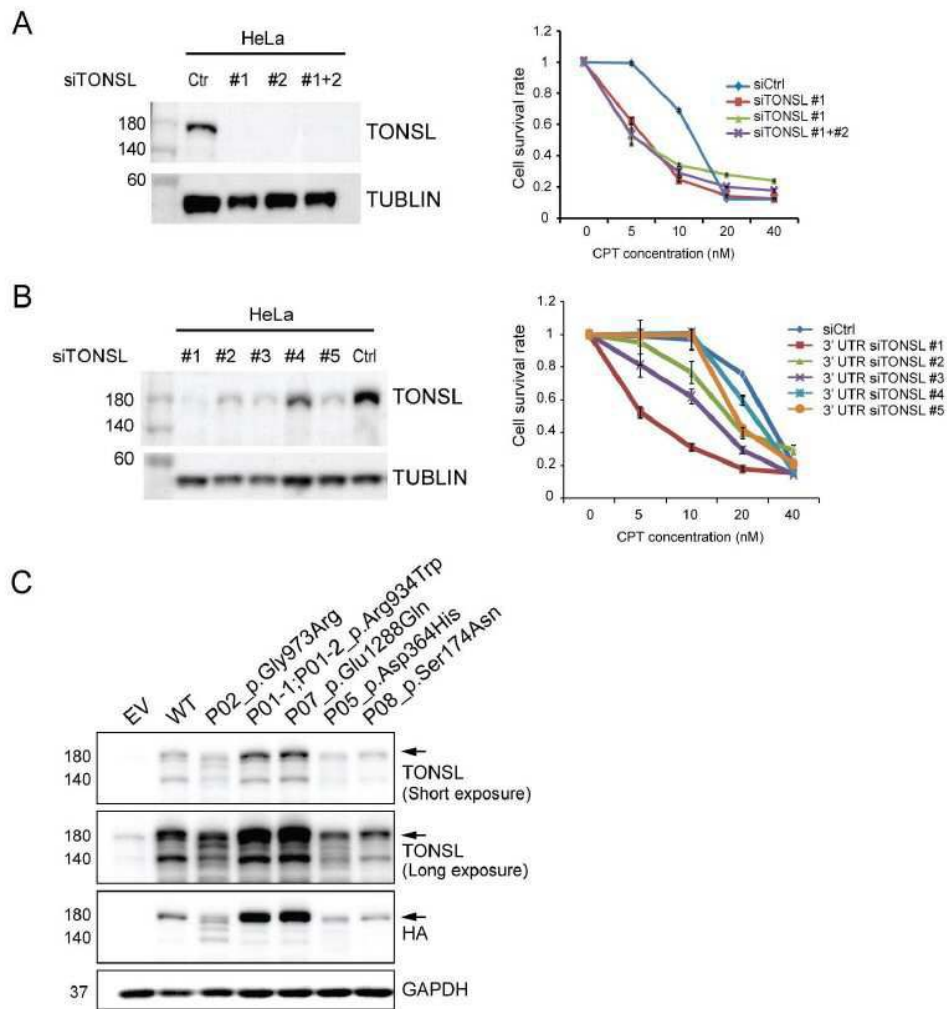 A
HeLa
siTONSL Ctr #1 #2 #1+2
180
140
TONSL
60
TUBLIN
Cell survival rate
1.2
1
0.8
0.6
0.4
0.2
0
0 5 10 20 40
CPT concentration (nM)
siCtrl
siTONSL #1
siTONSL #1
siTONSL #1+#2
B
HeLa
siTONSL #1 #2 #3 #4 #5 Ctrl
180
140
TONSL
60
TUBLIN
Cell survival rate
1.2
1
0.8
0.6
0.4
0.2
0
0 5 10 20 40
CPT concentration (nM)
siCtrl
3' UTR siTONSL #1
3' UTR siTONSL #2
3' UTR siTONSL #3
3' UTR siTONSL #4
3' UTR siTONSL #5
C
EV
WT
P02_p.Gly973Arg
P01-1;P01-2_p.Arg934Trp
P07_p.Glu1288Gln
P05_p.Asp364His
P08_p.Ser174Asn
180
140
TONSL
(Short exposure)
180
140
TONSL
(Long exposure)
180
140
HA
37
GAPDH